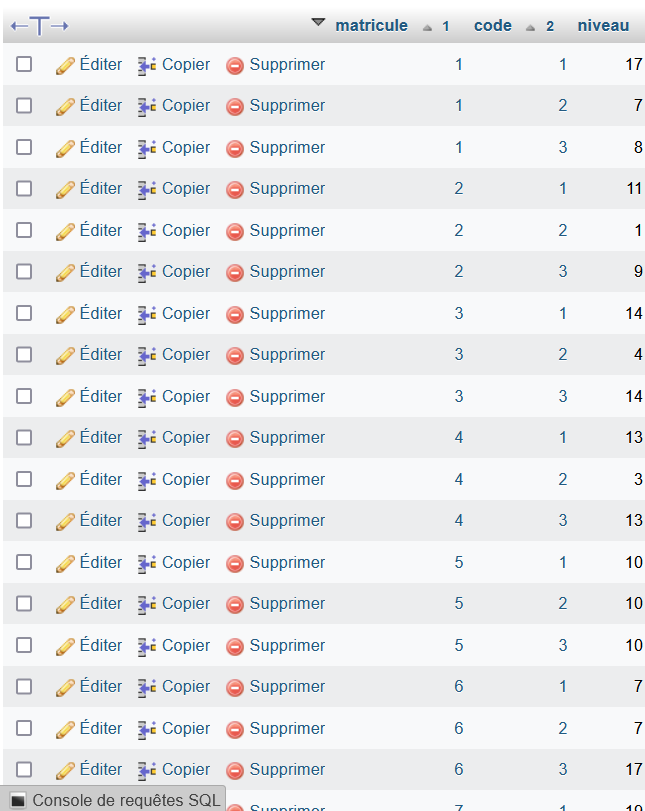 matricule 1 code 2 niveau
Éditer Copier Supprimer 1 1 17
Éditer Copier Supprimer 1 2 7
Éditer Copier Supprimer 1 3 8
Éditer Copier Supprimer 2 1 11
Éditer Copier Supprimer 2 2 1
Éditer Copier Supprimer 2 3 9
Éditer Copier Supprimer 3 1 14
Éditer Copier Supprimer 3 2 4
Éditer Copier Supprimer 3 3 14
Éditer Copier Supprimer 4 1 13
Éditer Copier Supprimer 4 2 3
Éditer Copier Supprimer 4 3 13
Éditer Copier Supprimer 5 1 10
Éditer Copier Supprimer 5 2 10
Éditer Copier Supprimer 5 3 10
Éditer Copier Supprimer 6 1 7
Éditer Copier Supprimer 6 2 7
Éditer Copier Supprimer 6 3 17
Console de requêtes SQL